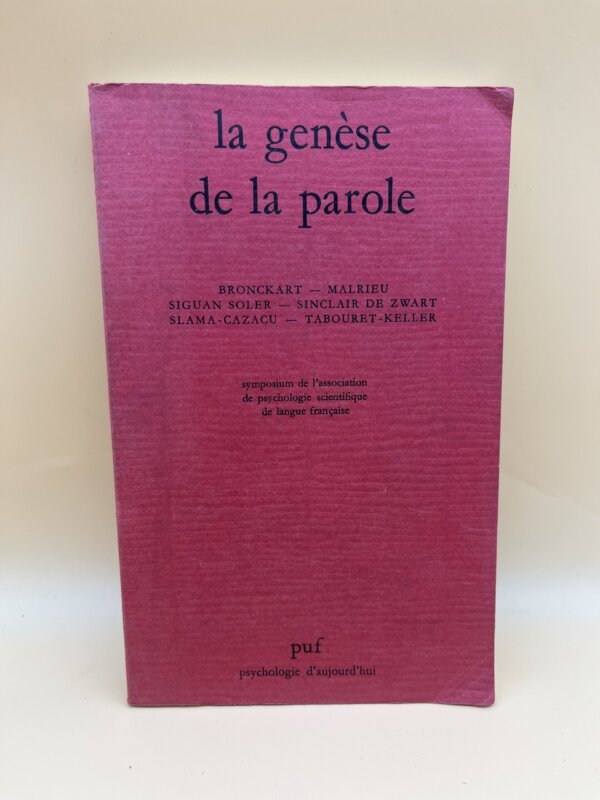 la genèse
de la parole
BRONCKART — MALRIEU
SIGUAN SOLER — SINCLAIR DE ZWART
SLAMA-CAZACU — TABOURET-KELLER
symposium de l'association
de psychologie scientifique
de langue française
puf
psychologie d'aujourd'hui